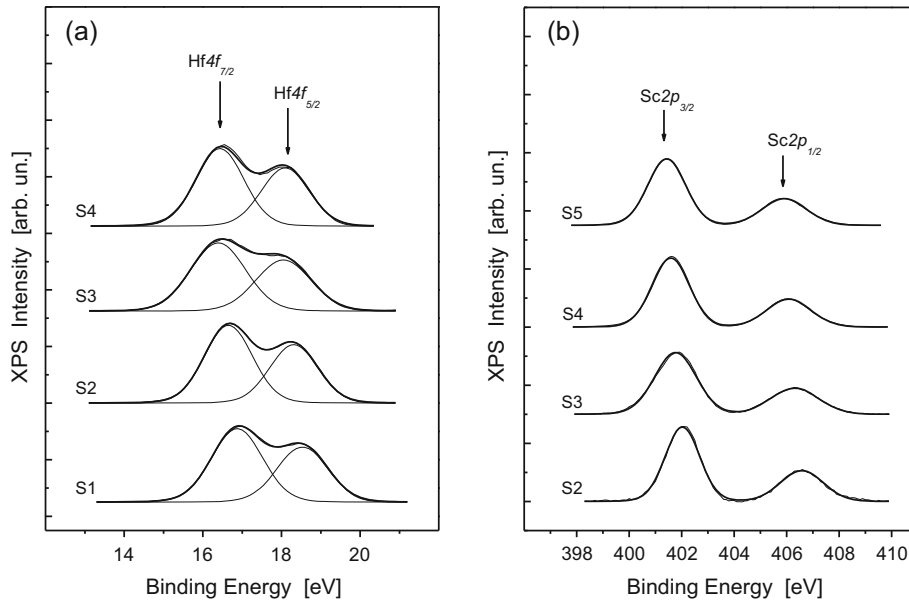 (a)
Hf4f7/2
Hf4f5/2
S4
S3
S2
S1
XPS Intensity [arb. un.]
14 16 18 20
Binding Energy [eV]
(b)
Sc2p3/2
Sc2p1/2
S5
S4
S3
S2
XPS Intensity [arb. un.]
398 400 402 404 406 408 410
Binding Energy [eV]